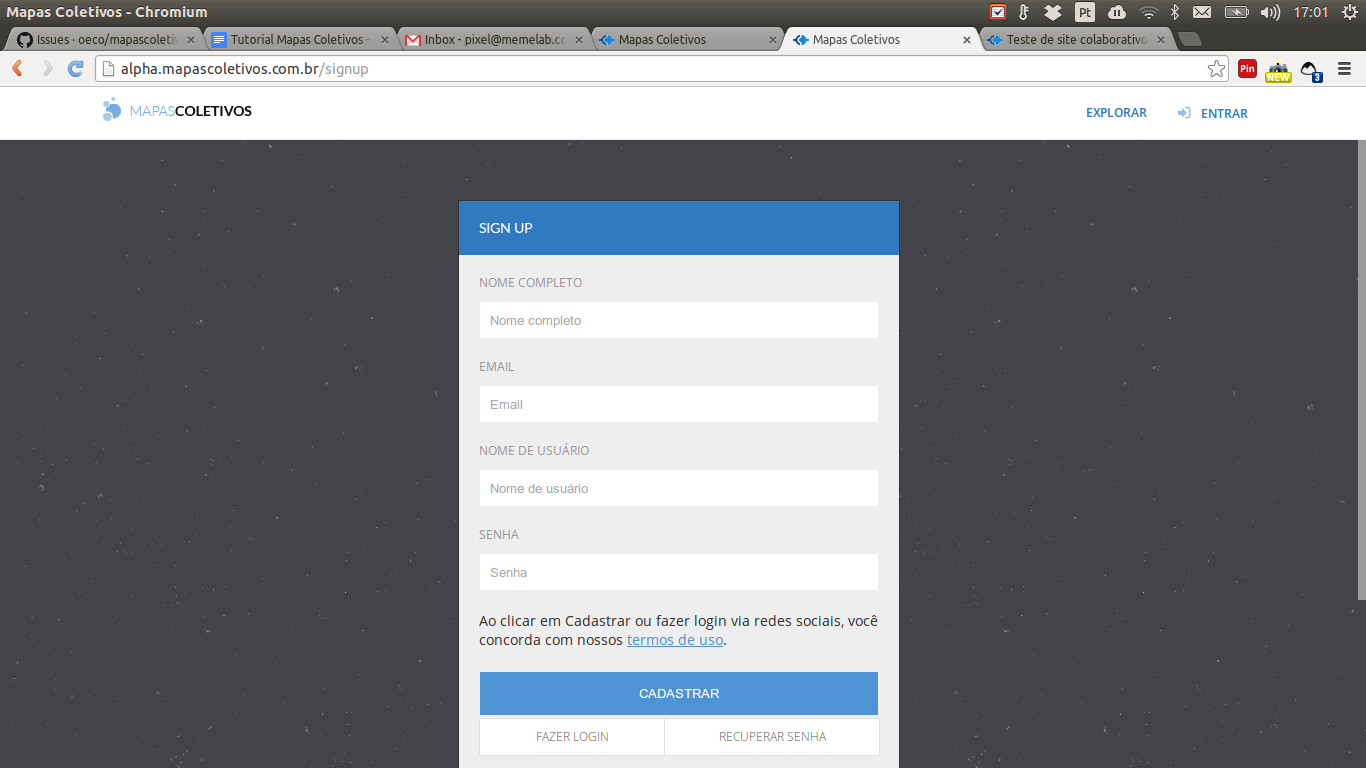 Mapas Coletivos - Chromium
Pt
17:01
Issues · oeco/mapascoletiv
Tutorial Mapas Coletivos -
Inbox - pixel@memelab.co
Mapas Coletivos
Mapas Coletivos
Teste de site colaborativo
alpha.mapascoletivos.com.br/signup
Pin
NEW
3
MAPASCOLETIVOS
EXPLORAR
ENTRAR
SIGN UP
NOME COMPLETO
Nome completo
EMAIL
Email
NOME DE USUÁRIO
Nome de usuário
SENHA
Senha
Ao clicar em Cadastrar ou fazer login via redes sociais, você
concorda com nossos termos de uso.
CADASTRAR
FAZER LOGIN
RECUPERAR SENHA